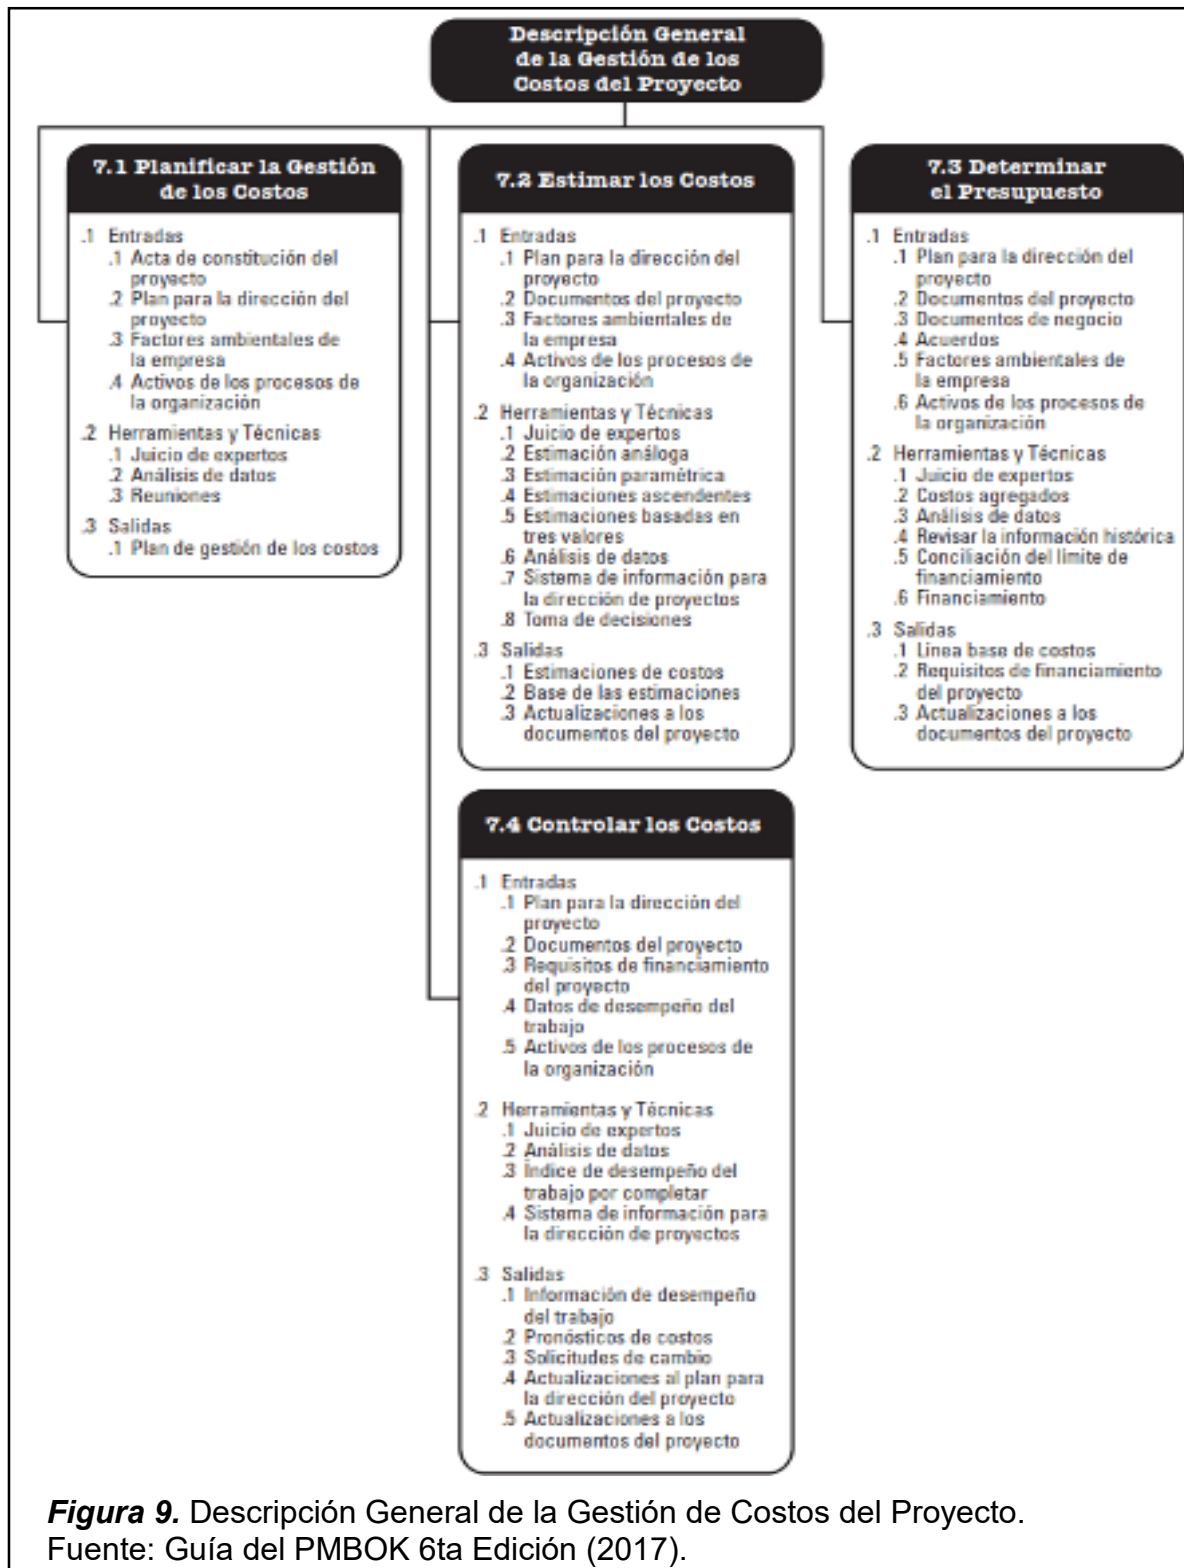 Descripción General
de la Gestión de los
Costos del Proyecto
7.1 Planificar la Gestión
de los Costos
.1 Entradas
.1 Acta de constitución del
proyecto
.2 Plan para la dirección del
proyecto
.3 Factores ambientales de
la empresa
.4 Activos de los procesos de
la organización
.2 Herramientas y Técnicas
.1 Juicio de expertos
.2 Análisis de datos
.3 Reuniones
.3 Salidas
.1 Plan de gestión de los costos
7.2 Estimar los Costos
.1 Entradas
.1 Plan para la dirección del
proyecto
.2 Documentos del proyecto
.3 Factores ambientales de
la empresa
.4 Activos de los procesos de
la organización
.2 Herramientas y Técnicas
.1 Juicio de expertos
.2 Estimación análoga
.3 Estimación paramétrica
.4 Estimaciones ascendentes
.5 Estimaciones basadas en
tres valores
.6 Análisis de datos
.7 Sistema de información para
la dirección de proyectos
.8 Toma de decisiones
.3 Salidas
.1 Estimaciones de costos
.2 Base de las estimaciones
.3 Actualizaciones a los
documentos del proyecto
7.3 Determinar
el Presupuesto
.1 Entradas
.1 Plan para la dirección del
proyecto
.2 Documentos del proyecto
.3 Documentos de negocio
.4 Acuerdos
.5 Factores ambientales de
la empresa
.6 Activos de los procesos de
la organización
.2 Herramientas y Técnicas
.1 Juicio de expertos
.2 Costos agregados
.3 Análisis de datos
.4 Revisar la información histórica
.5 Conciliación del límite de
financiamiento
.6 Financiamiento
.3 Salidas
.1 Línea base de costos
.2 Requisitos de financiamiento
del proyecto
.3 Actualizaciones a los
documentos del proyecto
7.4 Controlar los Costos
.1 Entradas
.1 Plan para la dirección del
proyecto
.2 Documentos del proyecto
.3 Requisitos de financiamiento
del proyecto
.4 Datos de desempeño del
trabajo
.5 Activos de los procesos de
la organización
.2 Herramientas y Técnicas
.1 Juicio de expertos
.2 Análisis de datos
.3 Índice de desempeño del
trabajo por completar
.4 Sistema de información para
la dirección de proyectos
.3 Salidas
.1 Información de desempeño
del trabajo
.2 Pronósticos de costos
.3 Solicitudes de cambio
.4 Actualizaciones al plan para
la dirección del proyecto
.5 Actualizaciones a los
documentos del proyecto
Figura 9. Descripción General de la Gestión de Costos del Proyecto.
Fuente: Guía del PMBOK 6ta Edición (2017).